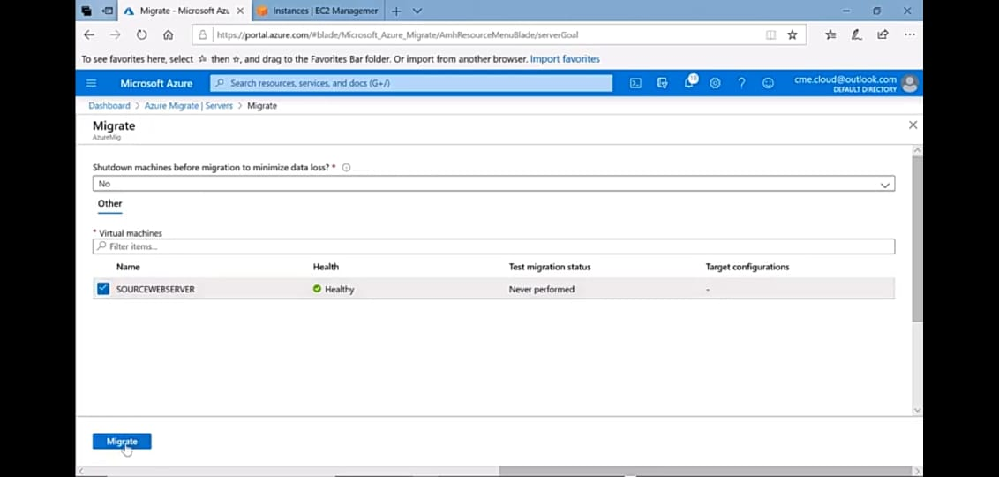 Migrate - Microsoft Azu
Instances | EC2 Managemer
https://portal.azure.com/#blade/Microsoft_Azure_Migrate/AmhResourceMenuBlade/serverGoal
To see favorites here, select ☆ then ☆, and drag to the Favorites Bar folder. Or import from another browser. Import favorites
Microsoft Azure
Search resources, services, and docs (G+/)
cme.cloud@outlook.com
DEFAULT DIRECTORY
Dashboard > Azure Migrate | Servers > Migrate
Migrate
AzureMig
Shutdown machines before migration to minimize data loss? *
No
Other
* Virtual machines
Filter items...
Name Health Test migration status Target configurations
SOURCEWEBSERVER Healthy Never performed -
Migrate